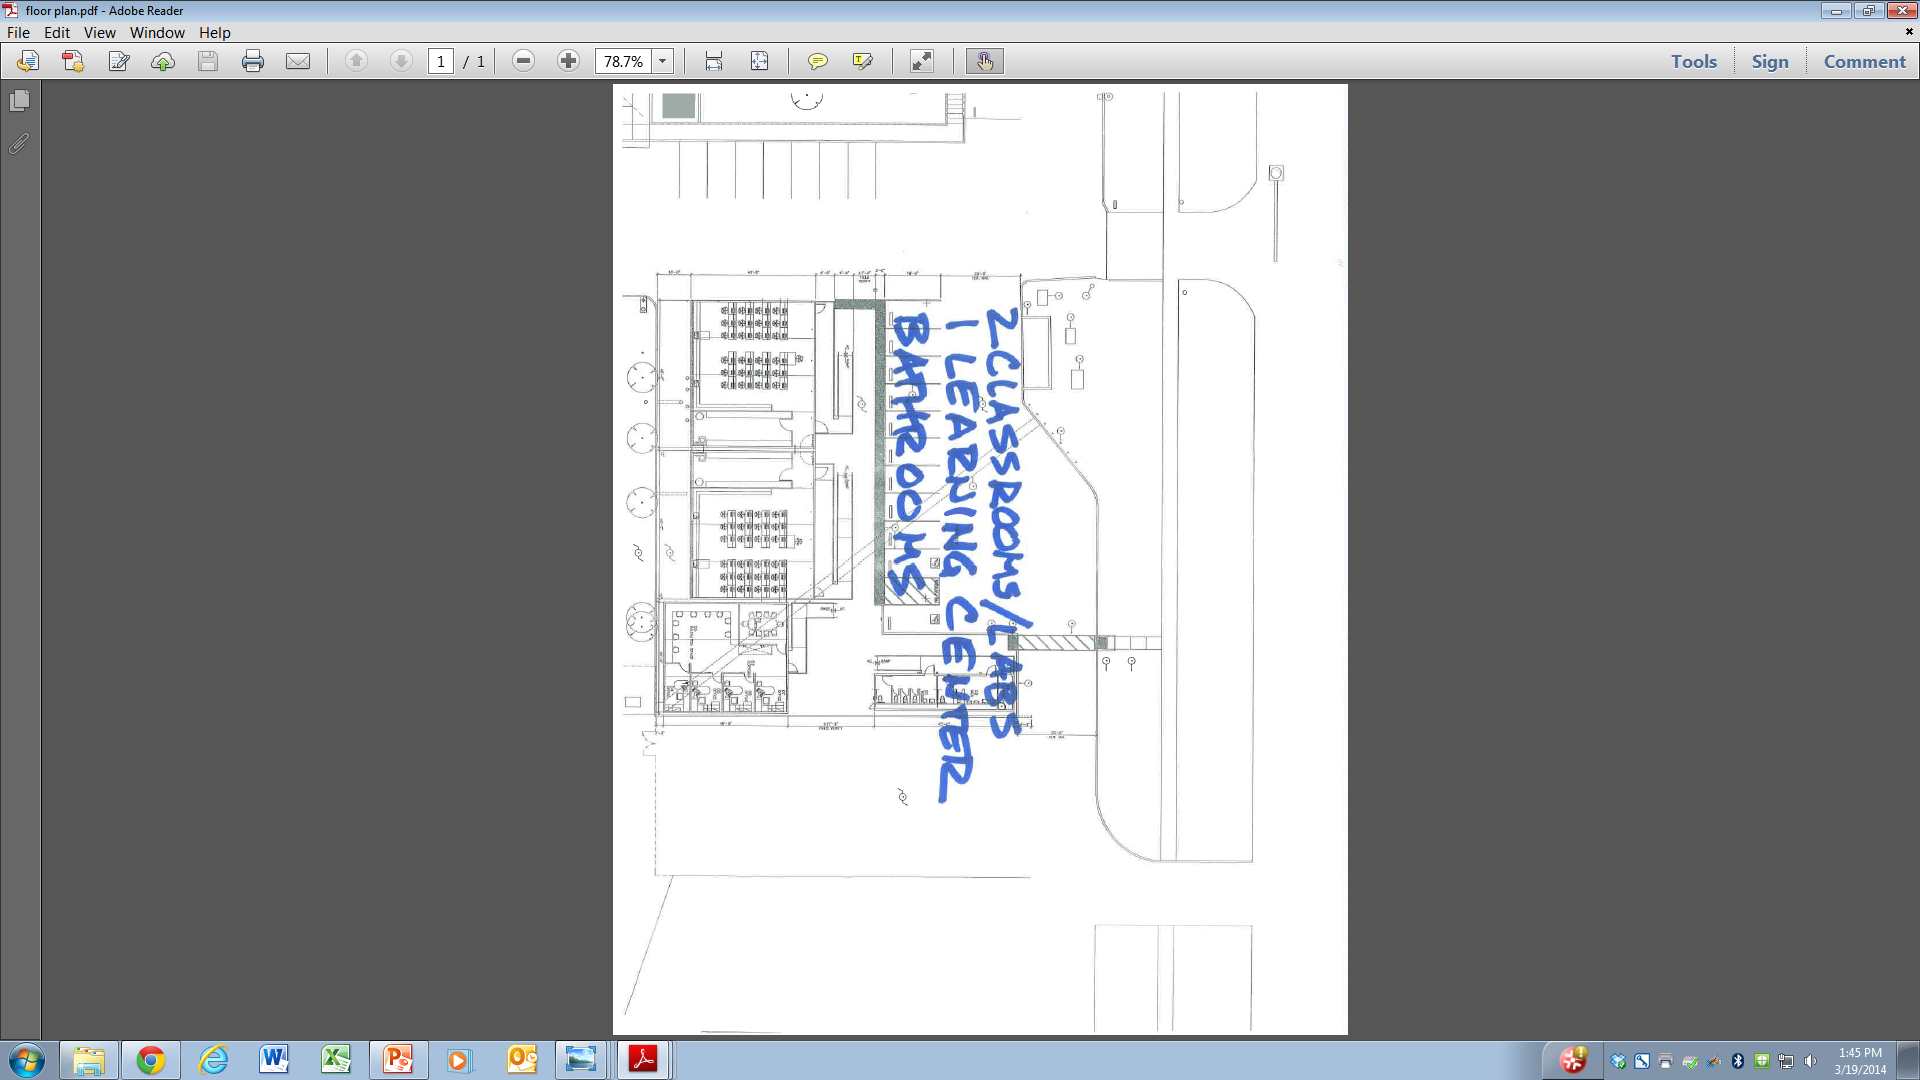 floor plan.pdf - Adobe Reader
File Edit View Window Help
1 / 1 78.7% Tools Sign Comment
2 CLASSROOMS/LABS
1 LEARNING CENTER
BATHROOMS
1:45 PM
3/19/2014